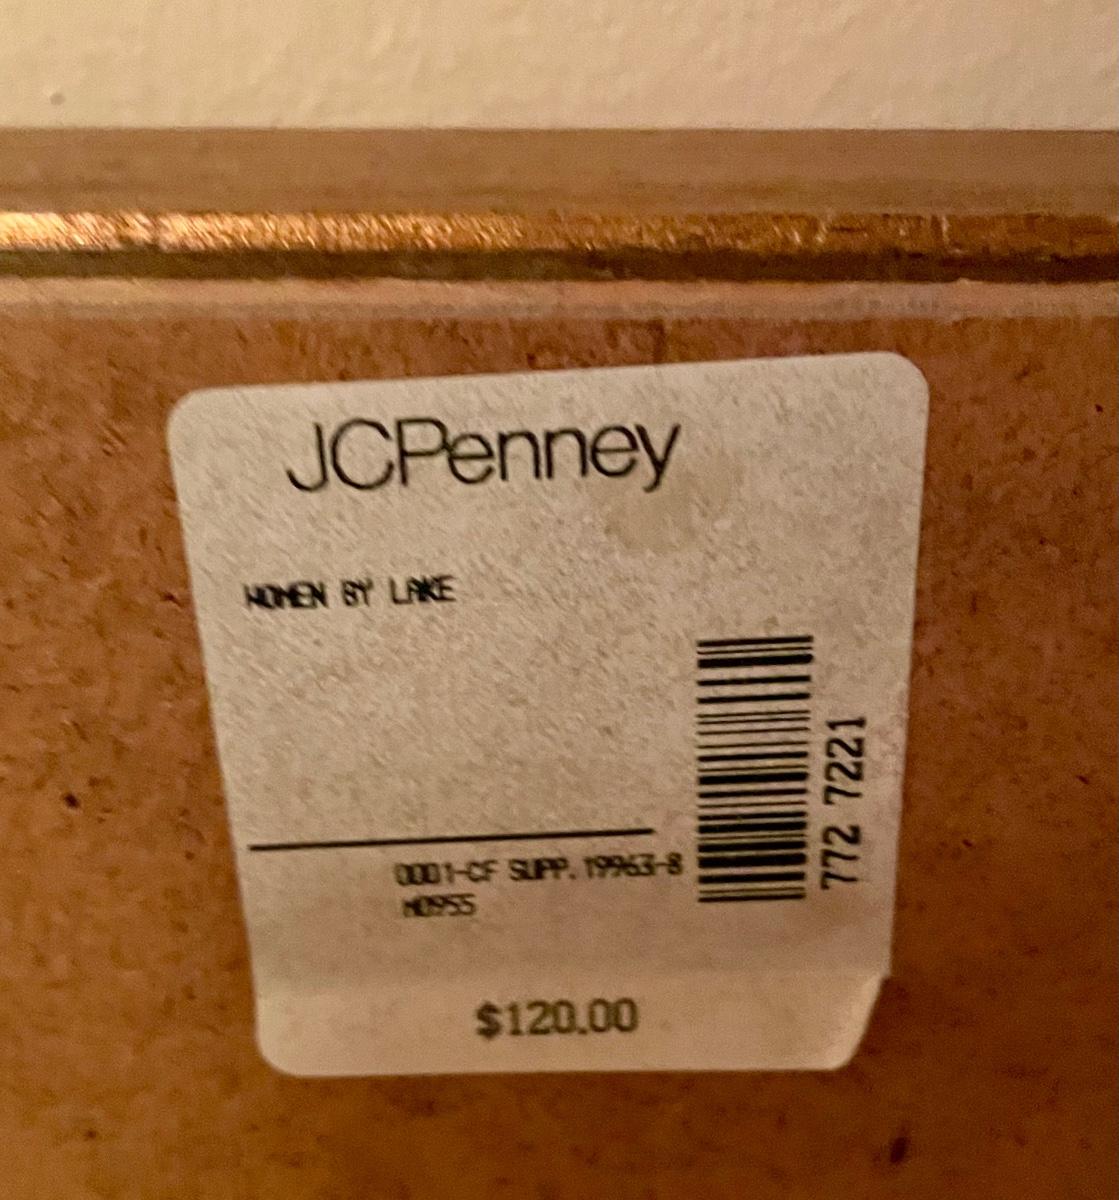 JCPenney
WOMEN BY LAKE
772 7221
0001-CF SUPP. 19963-8
M0955
$120.00